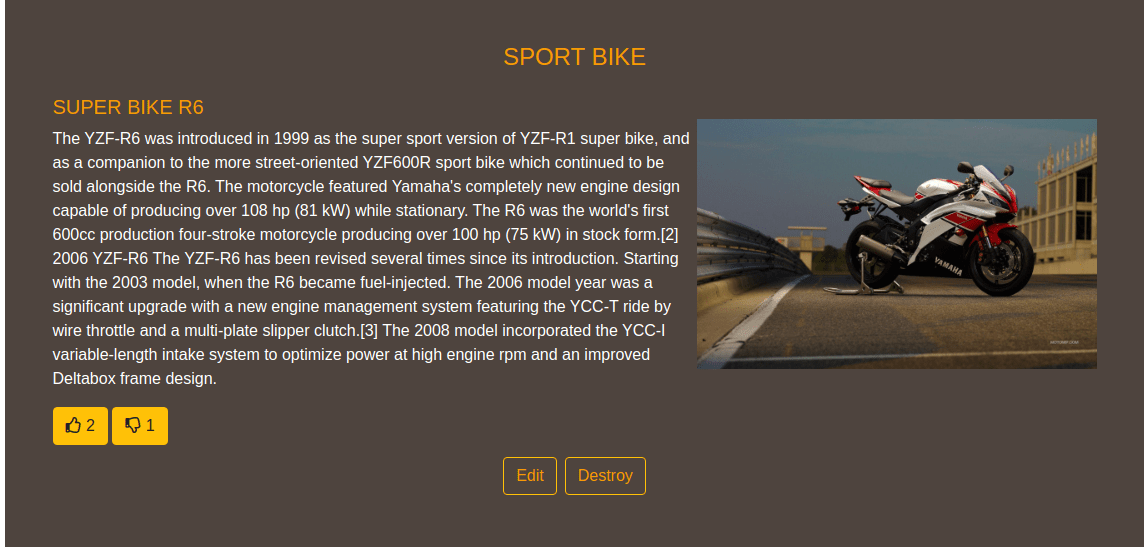 SPORT BIKE
SUPER BIKE R6
The YZF-R6 was introduced in 1999 as the super sport version of YZF-R1 super bike, and
as a companion to the more street-oriented YZF600R sport bike which continued to be
sold alongside the R6. The motorcycle featured Yamaha's completely new engine design
capable of producing over 108 hp (81 kW) while stationary. The R6 was the world's first
600cc production four-stroke motorcycle producing over 100 hp (75 kW) in stock form.[2]
2006 YZF-R6 The YZF-R6 has been revised several times since its introduction. Starting
with the 2003 model, when the R6 became fuel-injected. The 2006 model year was a
significant upgrade with a new engine management system featuring the YCC-T ride by
wire throttle and a multi-plate slipper clutch.[3] The 2008 model incorporated the YCC-I
variable-length intake system to optimize power at high engine rpm and an improved
Deltabox frame design.
YAMAHA
2 1
Edit Destroy